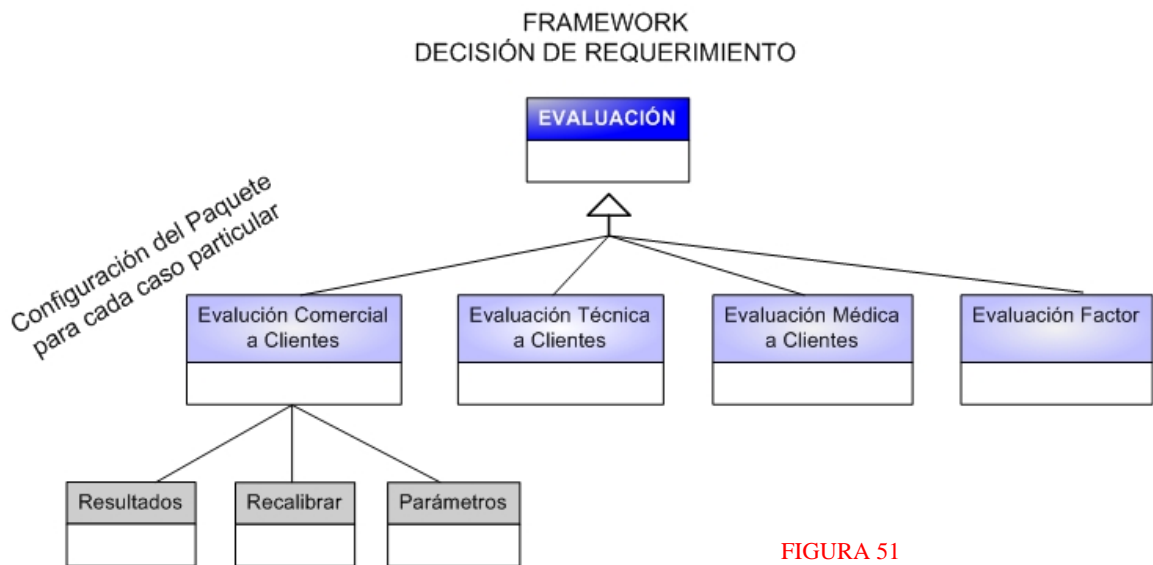 FRAMEWORK
DECISIÓN DE REQUERIMIENTO
EVALUACIÓN
Configuración del Paquete
para cada caso particular
Evalución Comercial
a Clientes
Evaluación Técnica
a Clientes
Evaluación Médica
a Clientes
Evaluación Factor
Resultados
Recalibrar
Parámetros
FIGURA 51